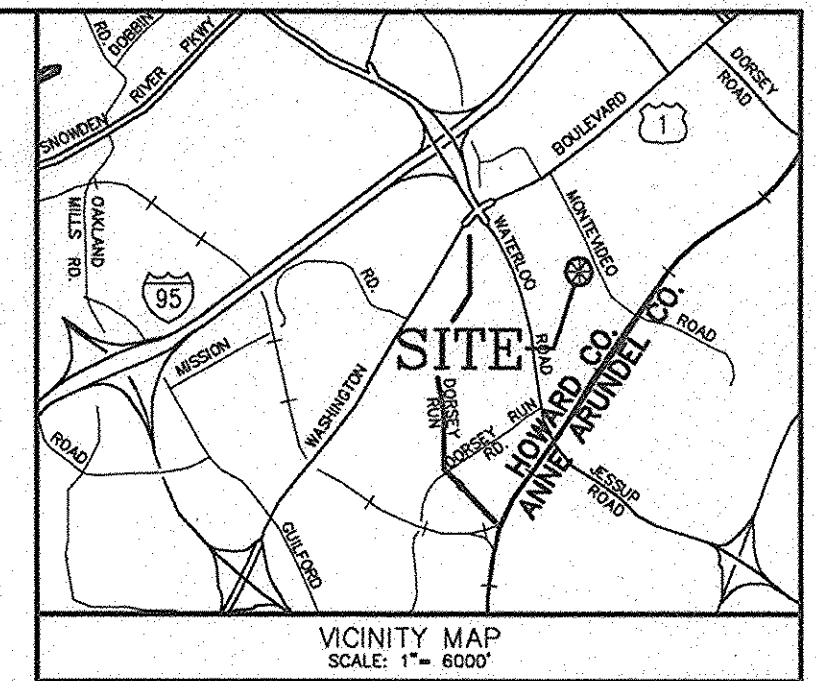 RD.
DOBBIN
SNOWDEN
RIVER
PKWY
DORSEY
ROAD
BOULEVARD
1
OAKLAND
MILLS RD.
MONTEVIDEO
WATERLOO
95
RD.
SITE
ROAD
ROAD
MISSION
WASHINGTON
DORSEY
RUN
DORSEY RUN
RD.
HOWARD CO.
ANNE ARUNDEL CO.
ROAD
JESSUP
ROAD
GUILFORD
VICINITY MAP
SCALE: 1"= 6000'